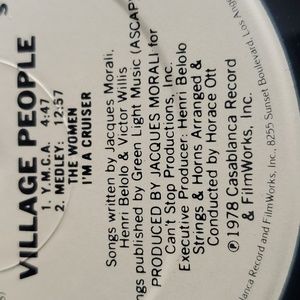 VILLAGE PEOPLE
1. Y.M.C.A. 4:47
2. MEDLEY: 12:57
THE WOMEN
I'M A CRUISER
Songs written by Jacques Morali,
Henri Belolo & Victor Willis
ngs published by Green Light Music (ASCAP)
PRODUCED BY JACQUES MORALI for
Can't Stop Productions, Inc.
Executive Producer: Henri Belolo
Strings & Horns Arranged &
Conducted by Horace Ott
℗ 1978 Casablanca Record
& FilmWorks, Inc.
blanca Record and FilmWorks, Inc., 8255 Sunset Boulevard, Los Ang